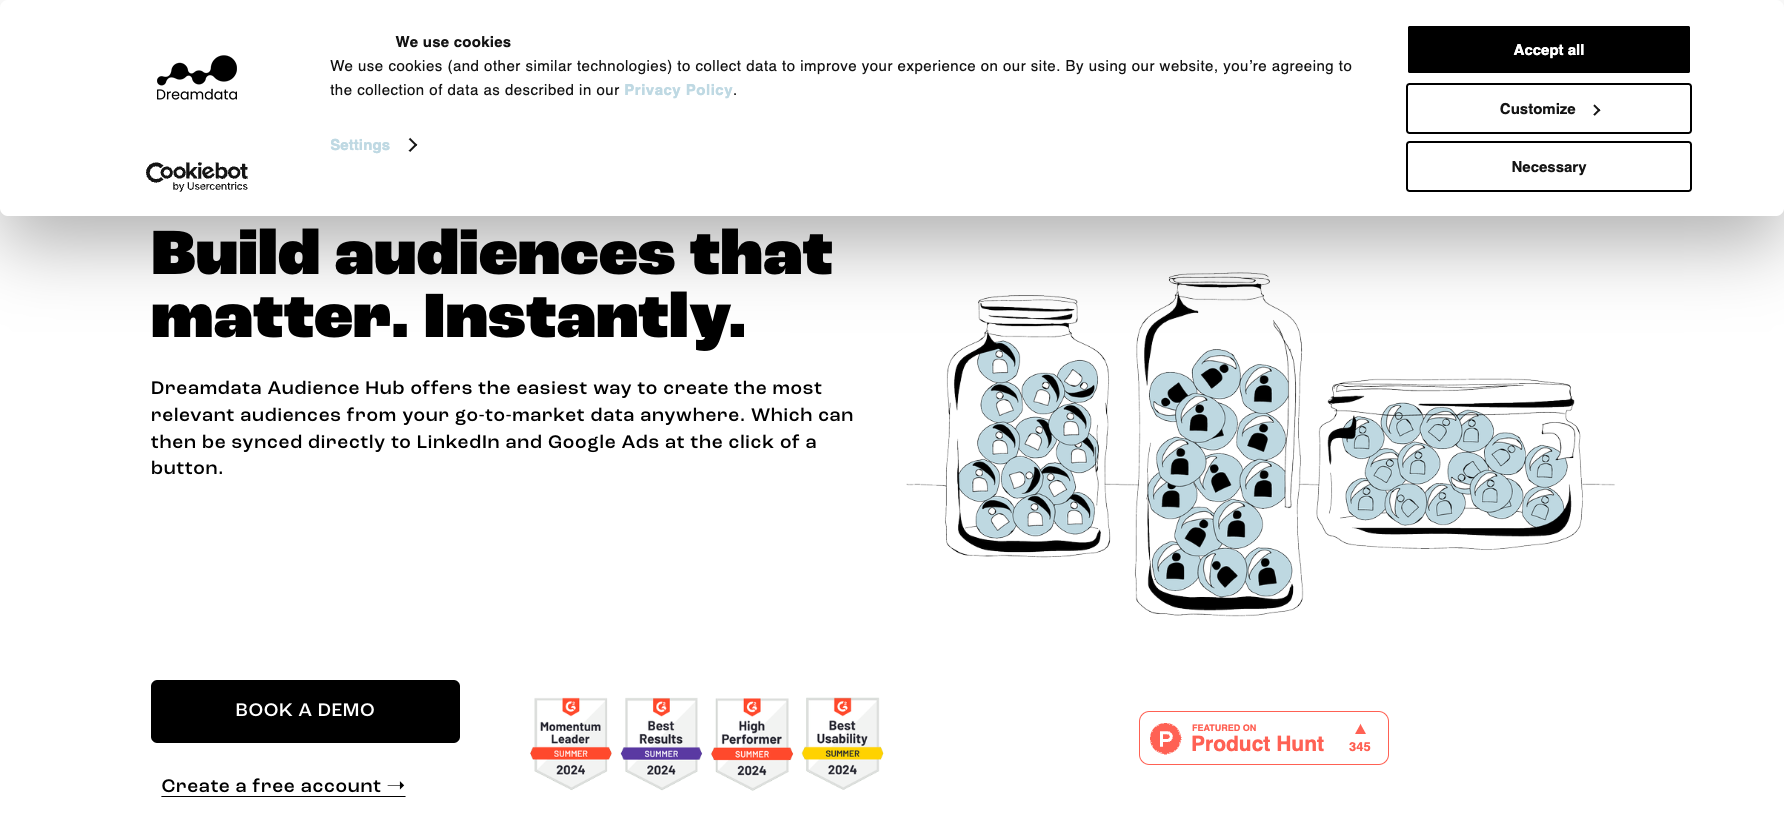 We use cookies
We use cookies (and other similar technologies) to collect data to improve your experience on our site. By using our website, you're agreeing to
the collection of data as described in our Privacy Policy.
Settings
Dreamdata
Cookiebot
by Usercentrics
Accept all
Customize
Necessary
Build audiences that
matter. Instantly.
Dreamdata Audience Hub offers the easiest way to create the most
relevant audiences from your go-to-market data anywhere. Which can
then be synced directly to LinkedIn and Google Ads at the click of a
button.
BOOK A DEMO
Create a free account →
Momentum
Leader
SUMMER
2024
Best
Results
SUMMER
2024
High
Performer
SUMMER
2024
Best
Usability
SUMMER
2024
P
FEATURED ON
Product Hunt
▲
345